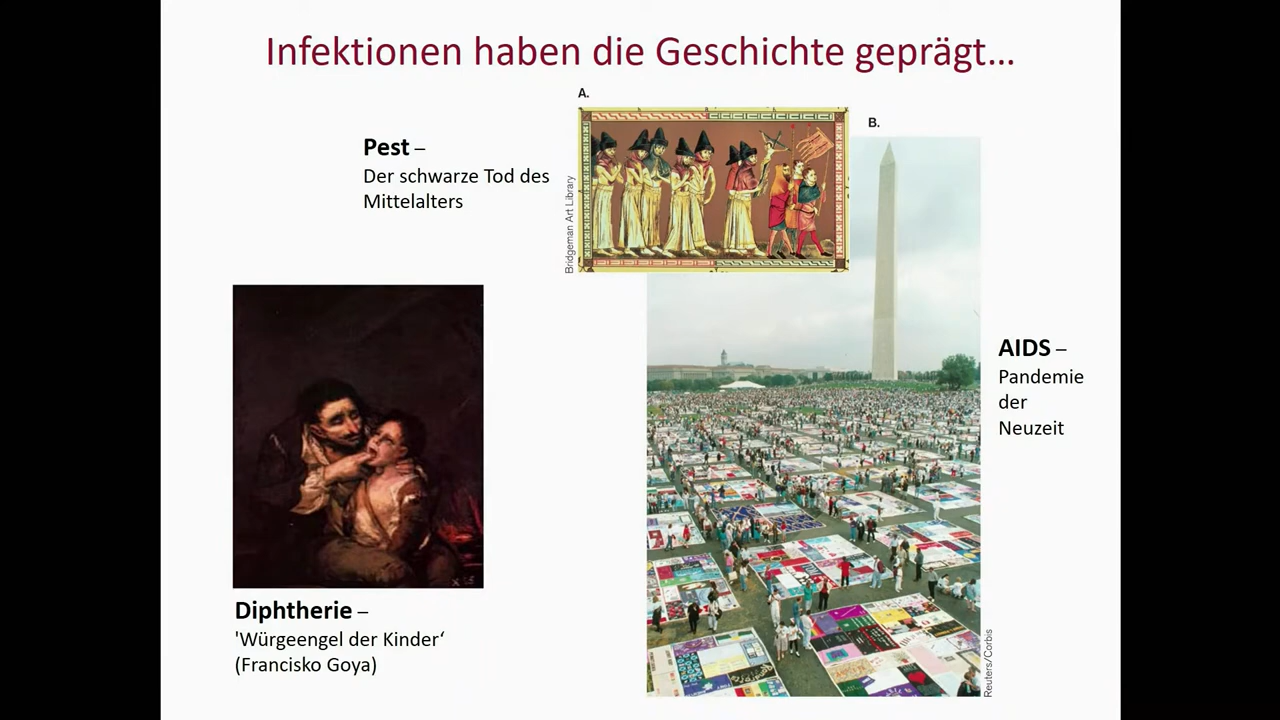 Infektionen haben die Geschichte geprägt...
A.
B.
Pest –
Der schwarze Tod des
Mittelalters
Bridgeman Art Library
AIDS –
Pandemie
der
Neuzeit
Diphtherie –
'Würgeengel der Kinder‘
(Francisko Goya)
Reuters/Corbis